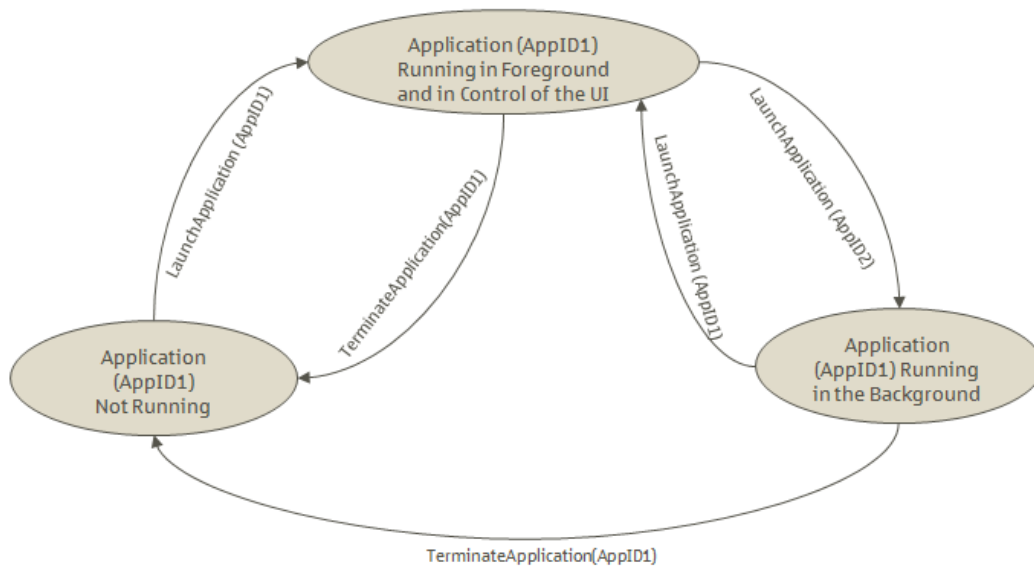 Application (AppID1)
Running in Foreground
and in Control of the UI
LaunchApplication (AppID1)
TerminateApplication(AppID1)
LaunchApplication (AppID1)
LaunchApplication (AppID2)
Application
(AppID1)
Not Running
Application
(AppID1) Running
in the Background
TerminateApplication(AppID1)